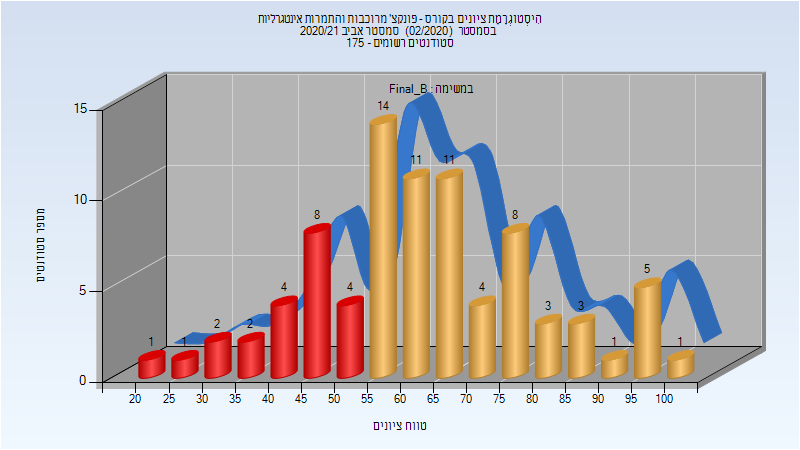 היסטוגרמת ציונים בקורס - פונקצ' מרוכבות והתמרות אינטגרליות
בסמסטר (02/2020) סמסטר אביב 2020/21
סטודנטים רשומים - 175
במשימה : Final_B
מספר סטודנטים
15
10
5
0
1 1 2 2 4 8 4 14 11 11 4 8 3 3 1 5 1
20 25 30 35 40 45 50 55 60 65 70 75 80 85 90 95 100
טווח ציונים